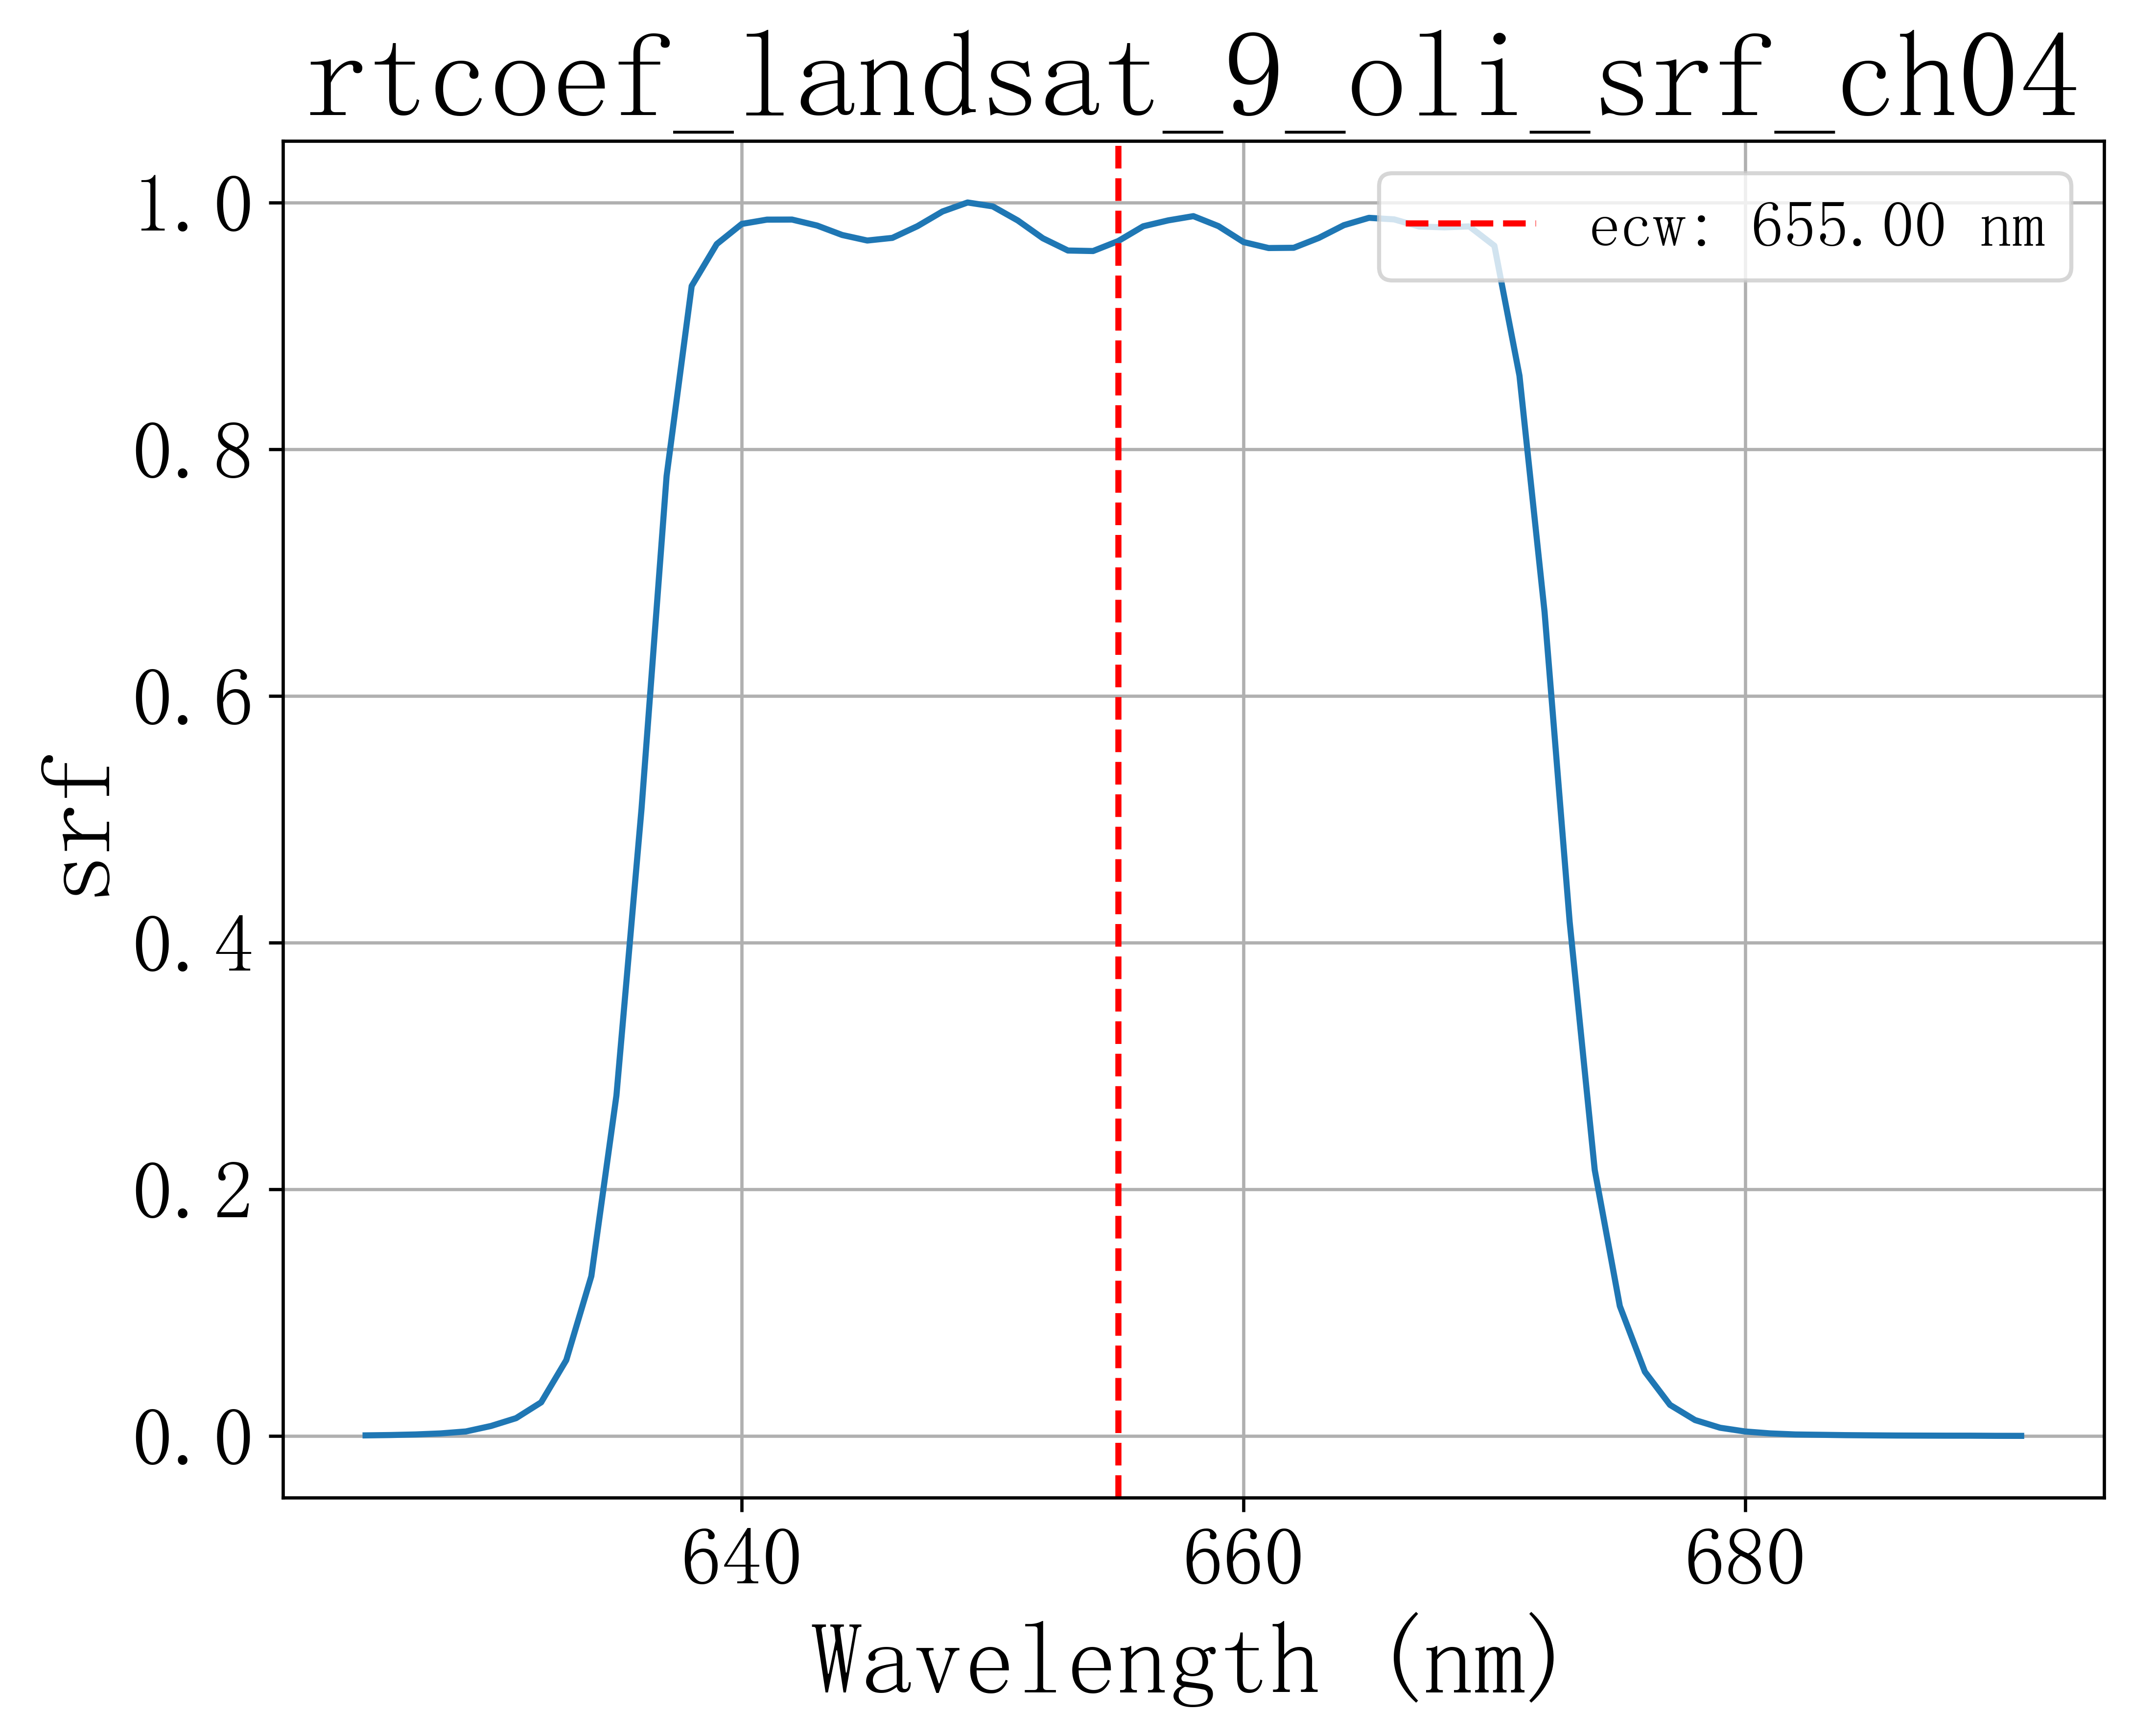 rtcoef_landsat_9_oli_srf_ch04
ecw: 655.00 nm
1.0
0.8
0.6
0.4
0.2
0.0
srf
640 660 680
Wavelength (nm)